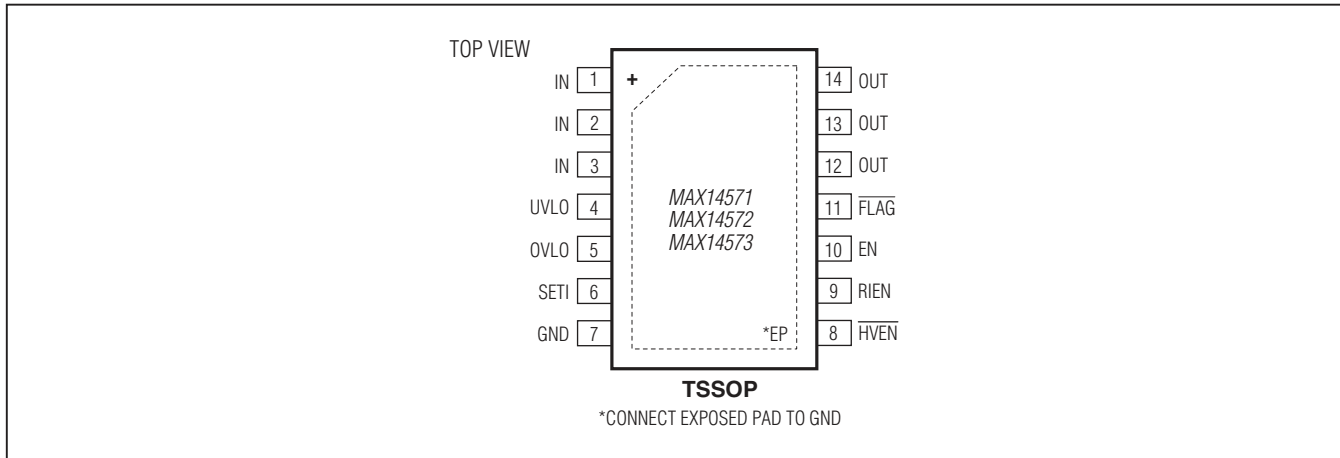 TOP VIEW
IN 1 + 14 OUT
IN 2 13 OUT
IN 3 12 OUT
UVLO 4 MAX14571 11 FLAG
MAX14572
OVLO 5 MAX14573 10 EN
SETI 6 9 RIEN
GND 7 *EP 8 HVEN
TSSOP
*CONNECT EXPOSED PAD TO GND